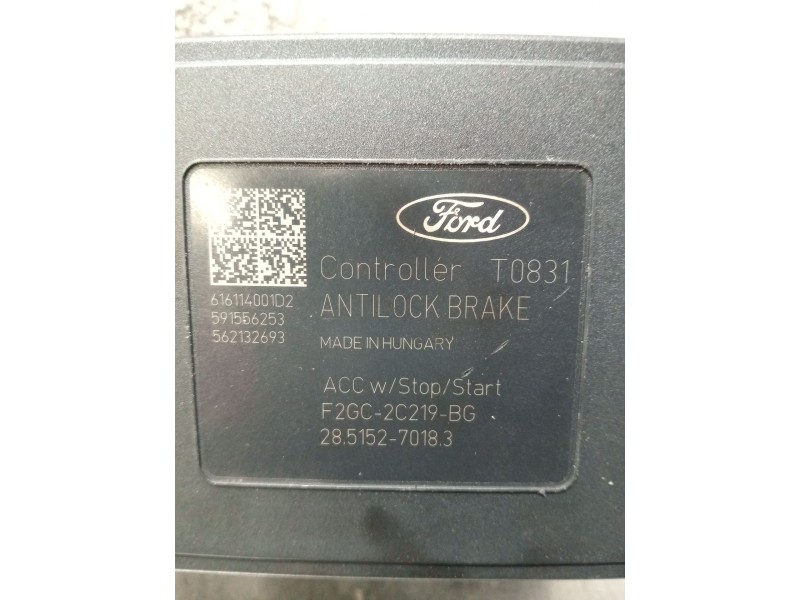 Ford
Controller T0831
ANTILOCK BRAKE
MADE IN HUNGARY
ACC w/Stop/Start
F2GC-2C219-BG
28.5152-7018.3
616114001D2
591556253
562132693